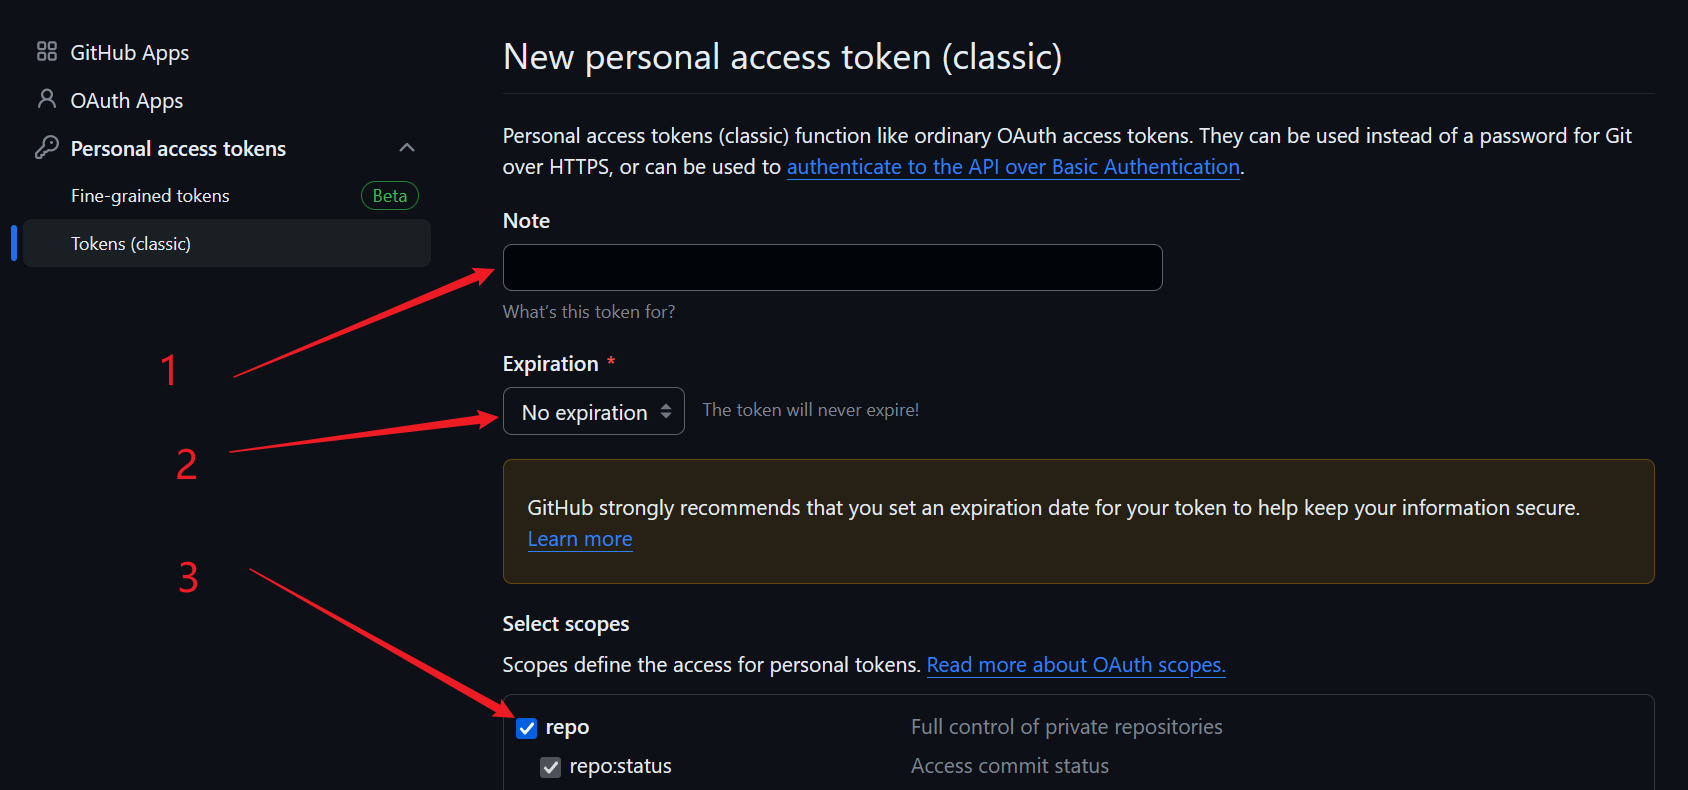 GitHub Apps
OAuth Apps
Personal access tokens
Fine-grained tokens Beta
Tokens (classic)
New personal access token (classic)
Personal access tokens (classic) function like ordinary OAuth access tokens. They can be used instead of a password for Git
over HTTPS, or can be used to authenticate to the API over Basic Authentication.
Note
What's this token for?
1
Expiration *
No expiration The token will never expire!
2
GitHub strongly recommends that you set an expiration date for your token to help keep your information secure.
Learn more
3
Select scopes
Scopes define the access for personal tokens. Read more about OAuth scopes.
repo Full control of private repositories
repo:status Access commit status